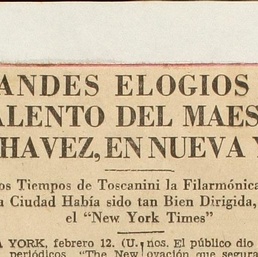 ANDES ELOGIOS
ALENTO DEL MAES
HAVEZ, EN NUEVA Y
os Tiempos de Toscanini la Filarmónica
a Ciudad Había sido tan Bien Dirigida,
el "New York Times"
A YORK, febrero 12. (U. nos. El público dio
periódicos. "The New ovación que segura